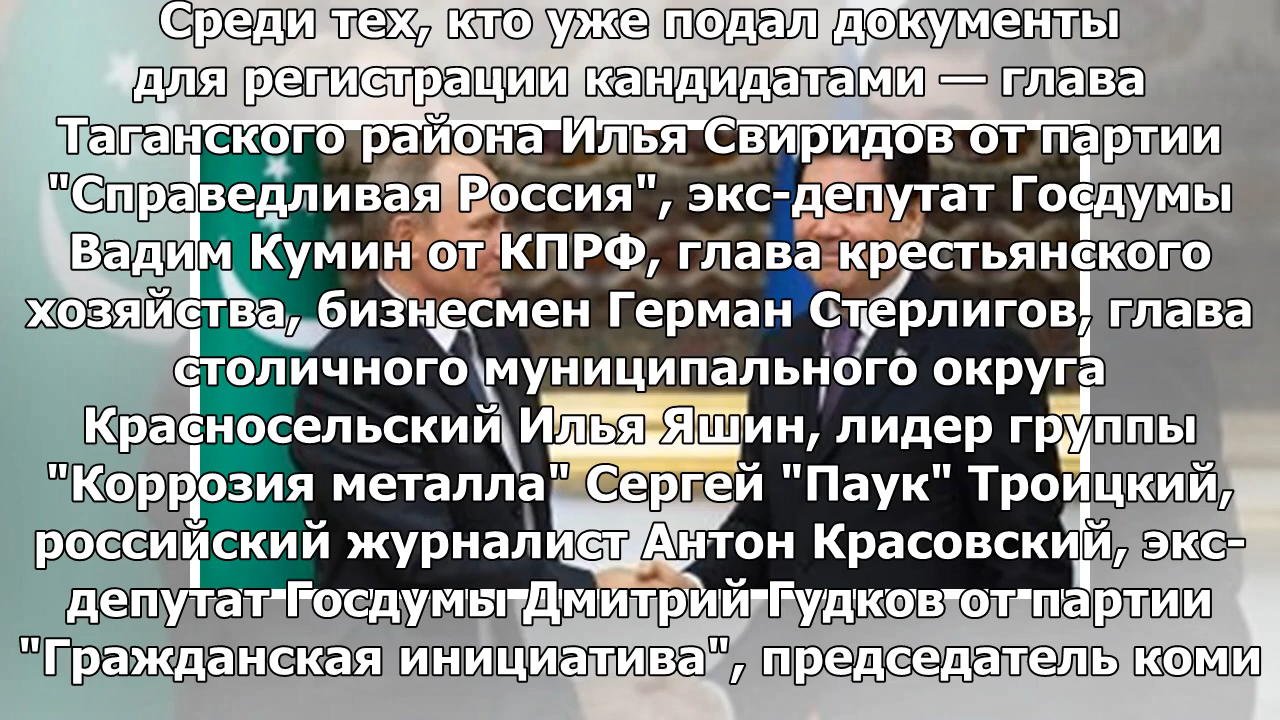 Среди тех, кто уже подал документы
для регистрации кандидатами — глава
Таганского района Илья Свиридов от партии
"Справедливая Россия", экс-депутат Госдумы
Вадим Кумин от КПРФ, глава крестьянского
хозяйства, бизнесмен Герман Стерлигов, глава
столичного муниципального округа
Красносельский Илья Яшин, лидер группы
"Коррозия металла" Сергей "Паук" Троицкий,
российский журналист Антон Красовский, экс-
депутат Госдумы Дмитрий Гудков от партии
"Гражданская инициатива", председатель коми